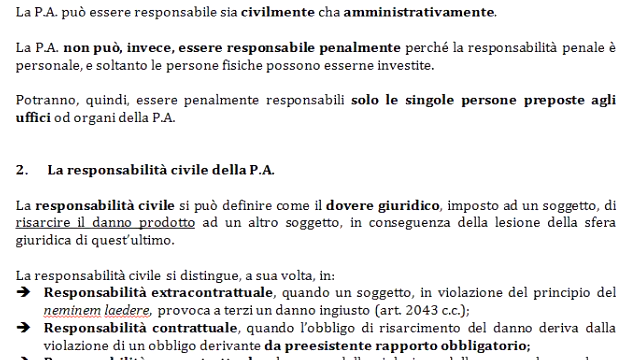 La P.A. può essere responsabile sia civilmente cha amministrativamente.
La P.A. non può, invece, essere responsabile penalmente perché la responsabilità penale è
personale, e soltanto le persone fisiche possono esserne investite.
Potranno, quindi, essere penalmente responsabili solo le singole persone preposte agli
uffici od organi della P.A.
2. La responsabilità civile della P.A.
La responsabilità civile si può definire come il dovere giuridico, imposto ad un soggetto, di
risarcire il danno prodotto ad un altro soggetto, in conseguenza della lesione della sfera
giuridica di quest'ultimo.
La responsabilità civile si distingue, a sua volta, in:
➔ Responsabilità extracontrattuale, quando un soggetto, in violazione del principio del
neminem laedere, provoca a terzi un danno ingiusto (art. 2043 c.c.);
➔ Responsabilità contrattuale, quando l'obbligo di risarcimento del danno deriva dalla
violazione di un obbligo derivante da preesistente rapporto obbligatorio;